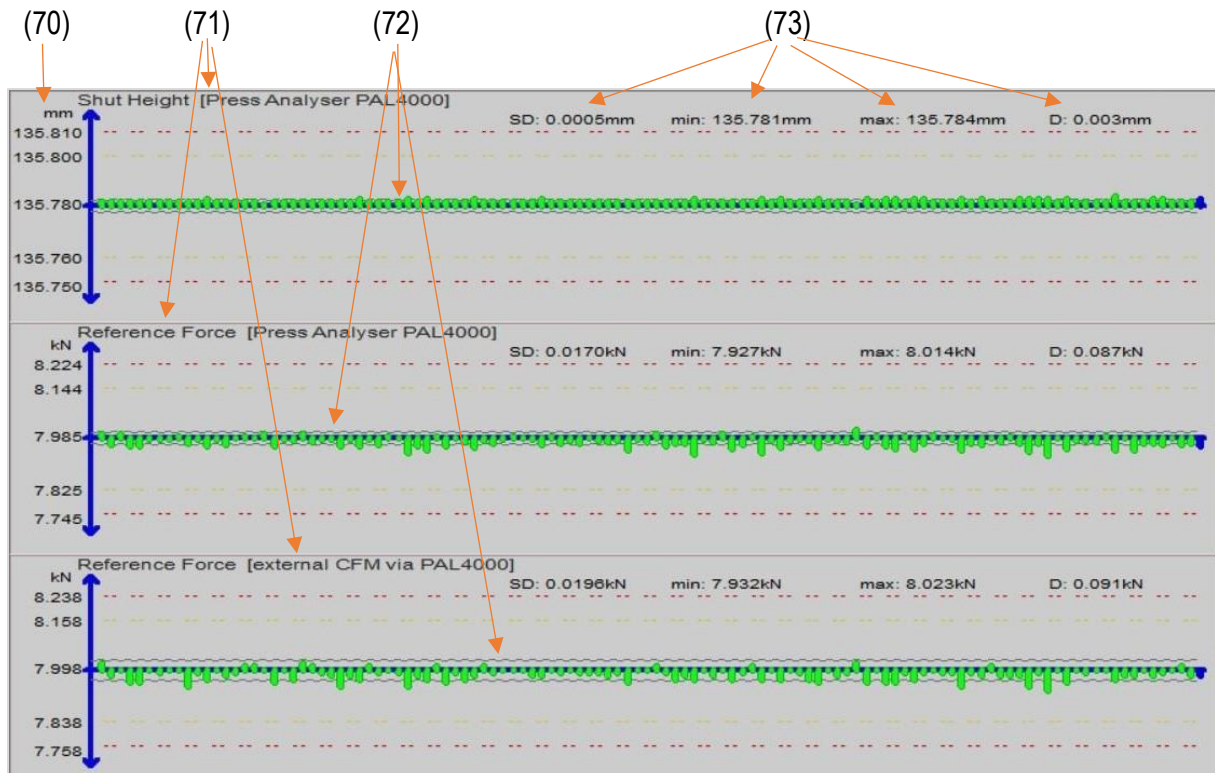 (70) (71) (72) (73)
Shut Height [Press Analyser PAL4000]
mm
SD: 0.0005mm min: 135.781mm max: 135.784mm D: 0.003mm
135.810
135.800
135.780
135.760
135.750
Reference Force [Press Analyser PAL4000]
kN
SD: 0.0170kN min: 7.927kN max: 8.014kN D: 0.087kN
8.224
8.144
7.985
7.825
7.745
Reference Force [external CFM via PAL4000]
kN
SD: 0.0196kN min: 7.932kN max: 8.023kN D: 0.091kN
8.238
8.158
7.998
7.838
7.758